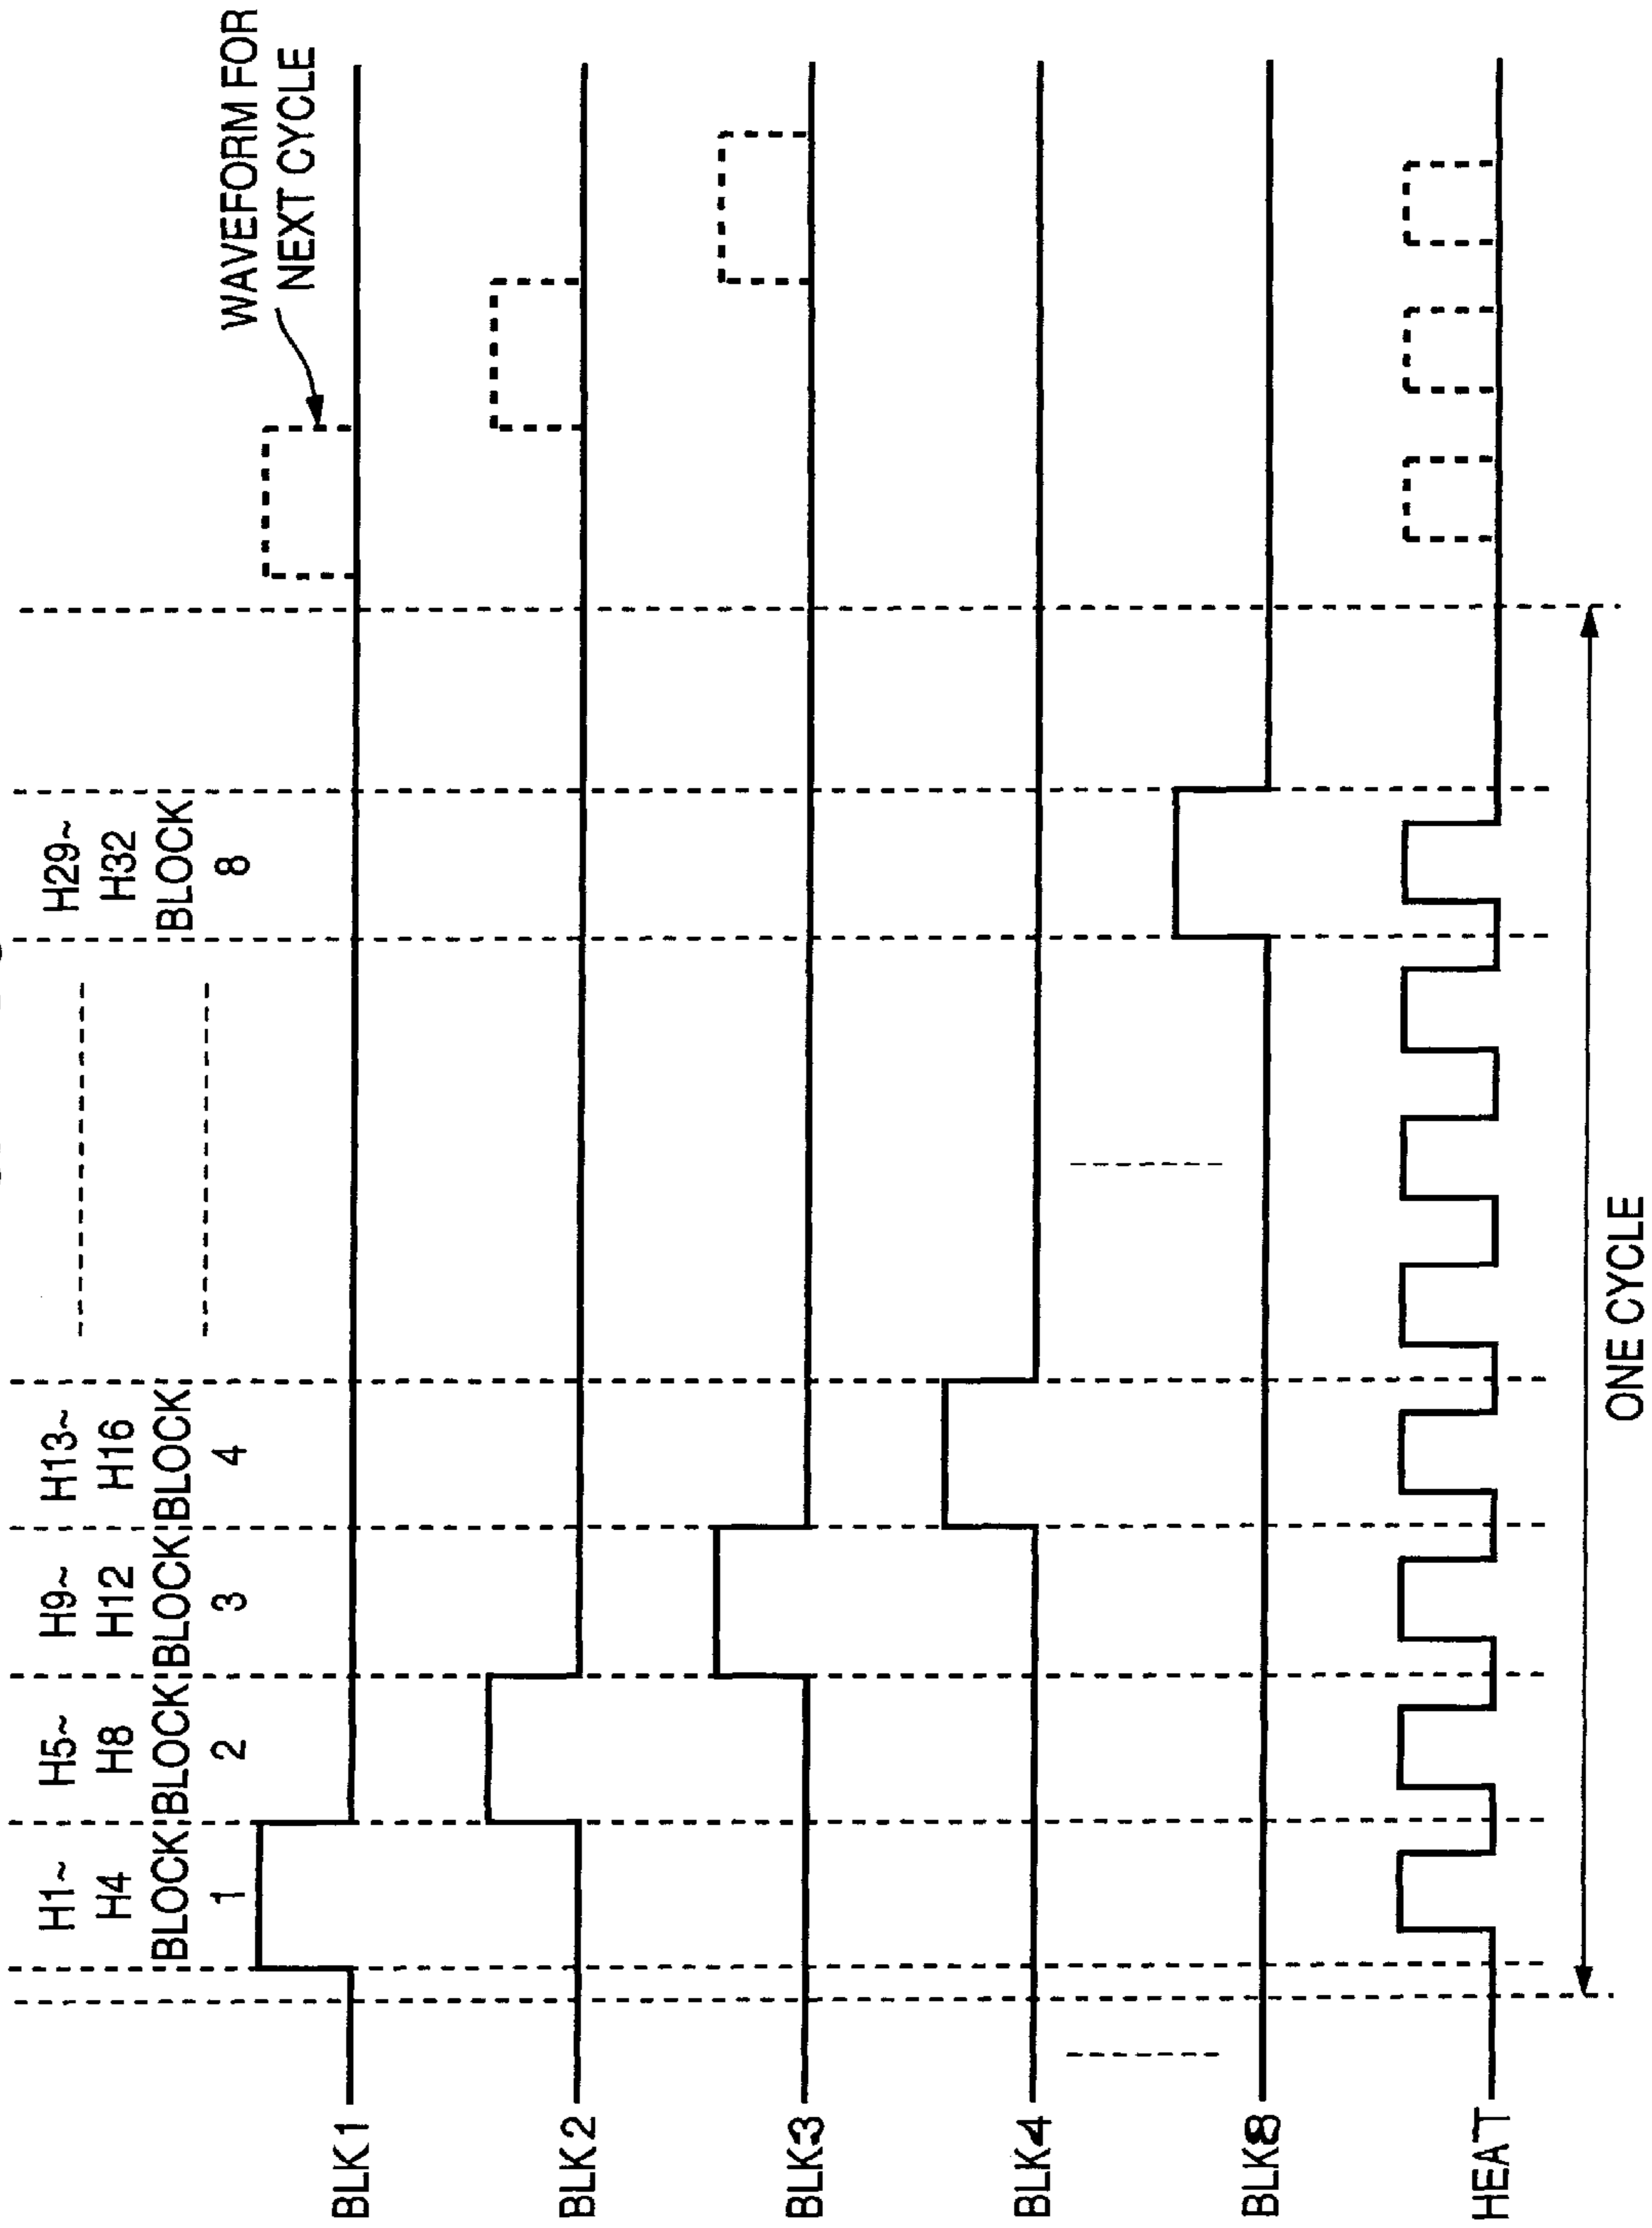 H1~ H5~ H9~ H13~ H29~
H4 H8 H12 H16 H32
BLOCK BLOCK BLOCK BLOCK BLOCK
1 2 3 4 8
WAVEFORM FOR
NEXT CYCLE
BLK1
BLK2
BLK3
BLK4
BLK8
HEAT
ONE CYCLE